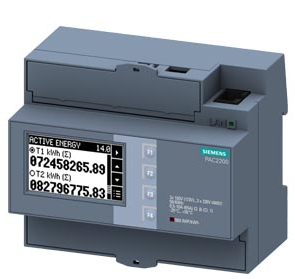 LAN
ACTIVE ENERGY 14.0
T1 kWh (Σ)
072458265.89
T2 kWh (Σ)
082796775.83
SIEMENS
PAC2200
F1
F2
F3
F4